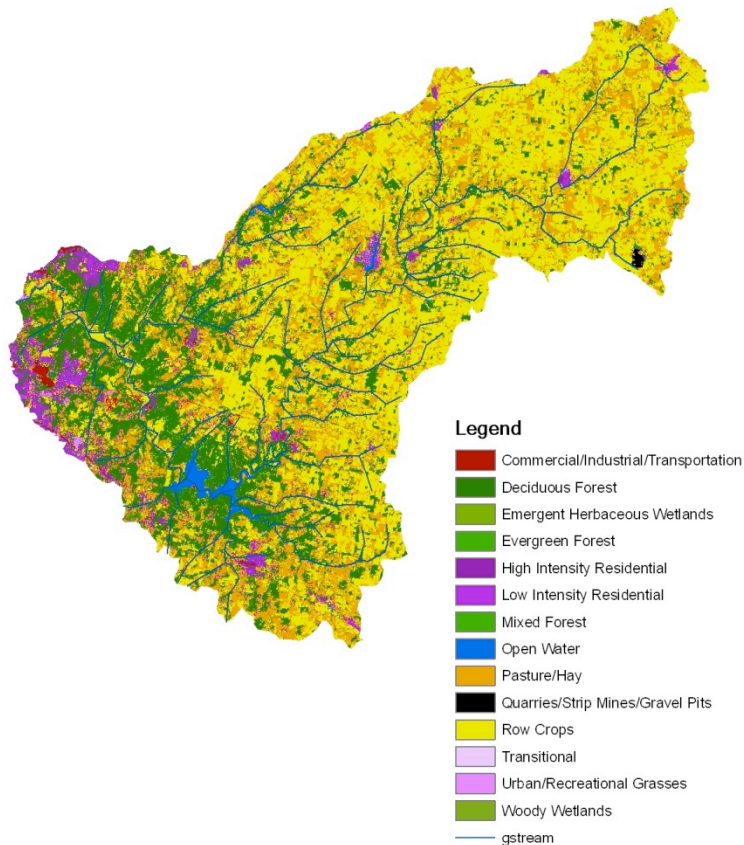 Legend
Commercial/Industrial/Transportation
Deciduous Forest
Emergent Herbaceous Wetlands
Evergreen Forest
High Intensity Residential
Low Intensity Residential
Mixed Forest
Open Water
Pasture/Hay
Quarries/Strip Mines/Gravel Pits
Row Crops
Transitional
Urban/Recreational Grasses
Woody Wetlands
gstream